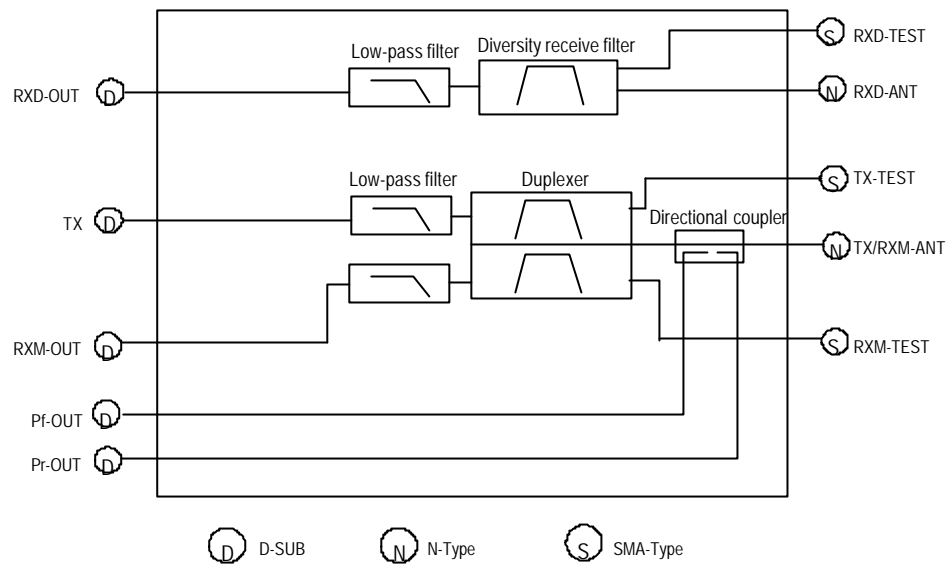 Low-pass filter
Diversity receive filter
S RXD-TEST
RXD-OUT D
N RXD-ANT
Low-pass filter
Duplexer
S TX-TEST
TX D
Directional coupler
N TX/RXM-ANT
RXM-OUT D
S RXM-TEST
Pf-OUT D
Pr-OUT D
D D-SUB
N N-Type
S SMA-Type